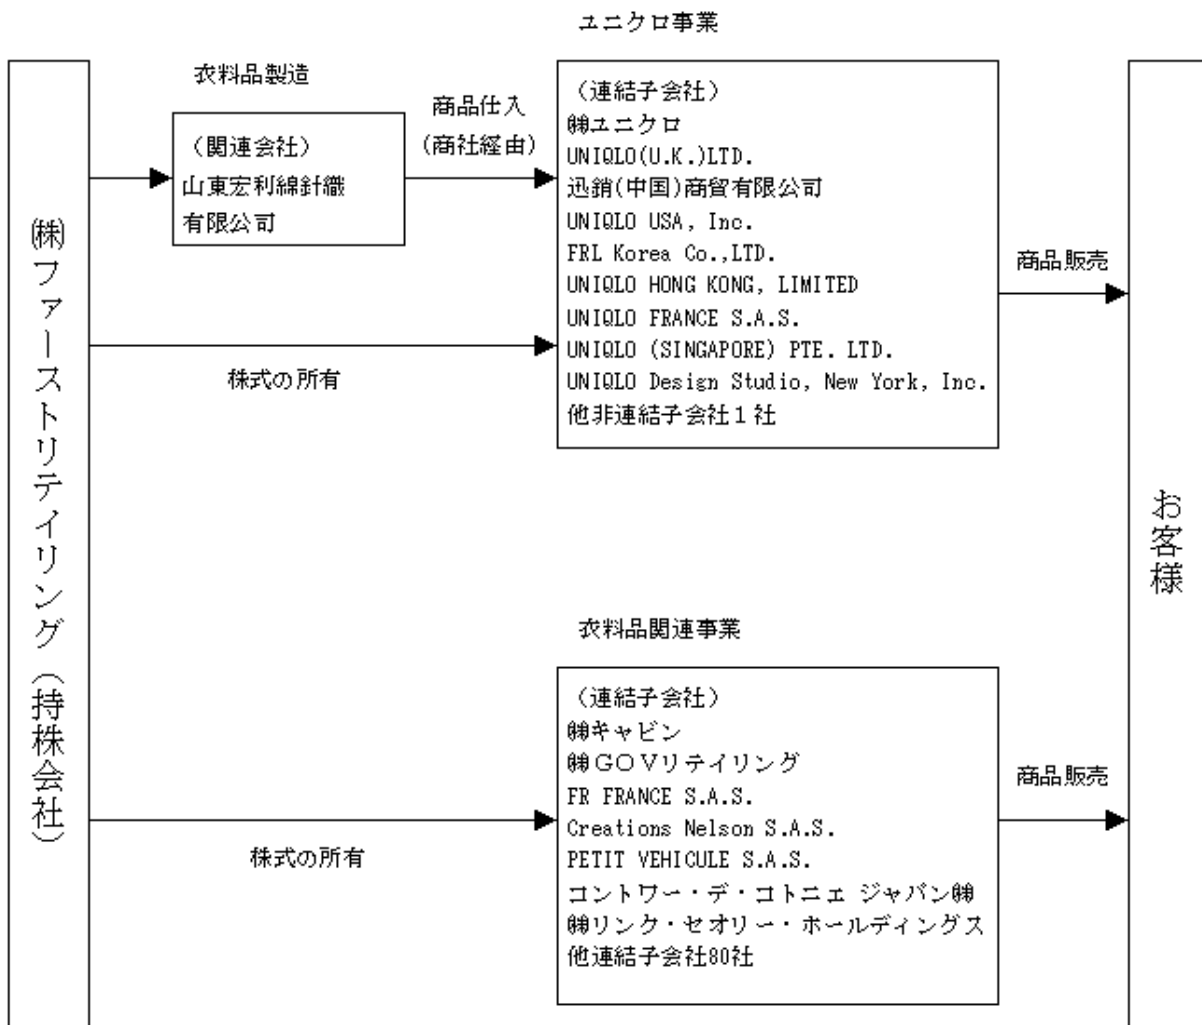 ユニクロ事業
衣料品製造
（関連会社）
山東宏利綿針織
有限公司
商品仕入
(商社経由)
（連結子会社）
㈱ユニクロ
UNIQLO(U.K.)LTD.
迅銷(中国)商貿有限公司
UNIQLO USA, Inc.
FRL Korea Co.,LTD.
UNIQLO HONG KONG, LIMITED
UNIQLO FRANCE S.A.S.
UNIQLO (SINGAPORE) PTE. LTD.
UNIQLO Design Studio, New York, Inc.
他非連結子会社１社
商品販売
株式の所有
㈱ファーストリテイリング（持株会社）
お客様
衣料品関連事業
（連結子会社）
㈱キャビン
㈱ＧＯＶリテイリング
FR FRANCE S.A.S.
Creations Nelson S.A.S.
PETIT VEHICULE S.A.S.
コントワー・デ・コトニエ ジャパン㈱
㈱リンク・セオリー・ホールディングス
他連結子会社80社
商品販売
株式の所有